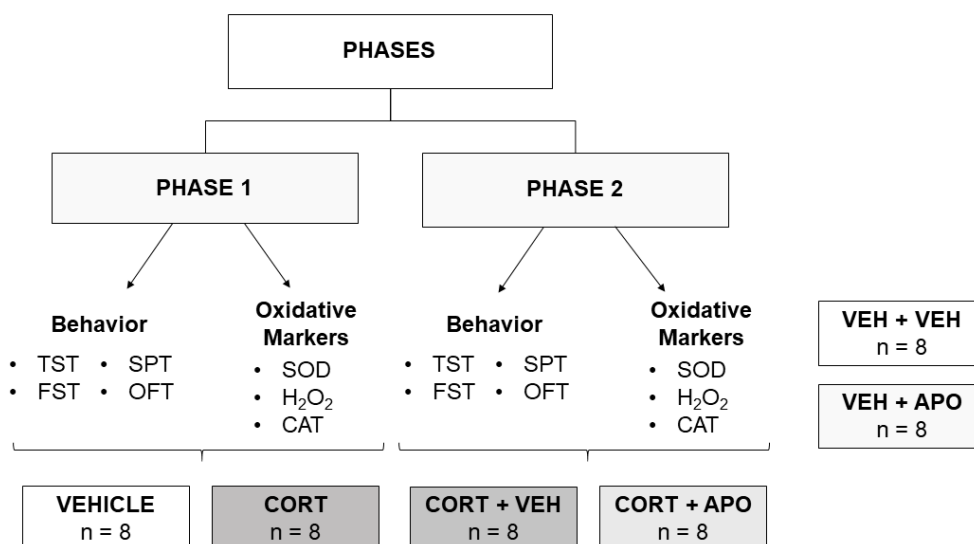 PHASES
PHASE 1
PHASE 2
Behavior
• TST • SPT
• FST • OFT
Oxidative
Markers
• SOD
• H₂O₂
• CAT
Behavior
• TST • SPT
• FST • OFT
Oxidative
Markers
• SOD
• H₂O₂
• CAT
VEH + VEH
n = 8
VEH + APO
n = 8
VEHICLE
n = 8
CORT
n = 8
CORT + VEH
n = 8
CORT + APO
n = 8